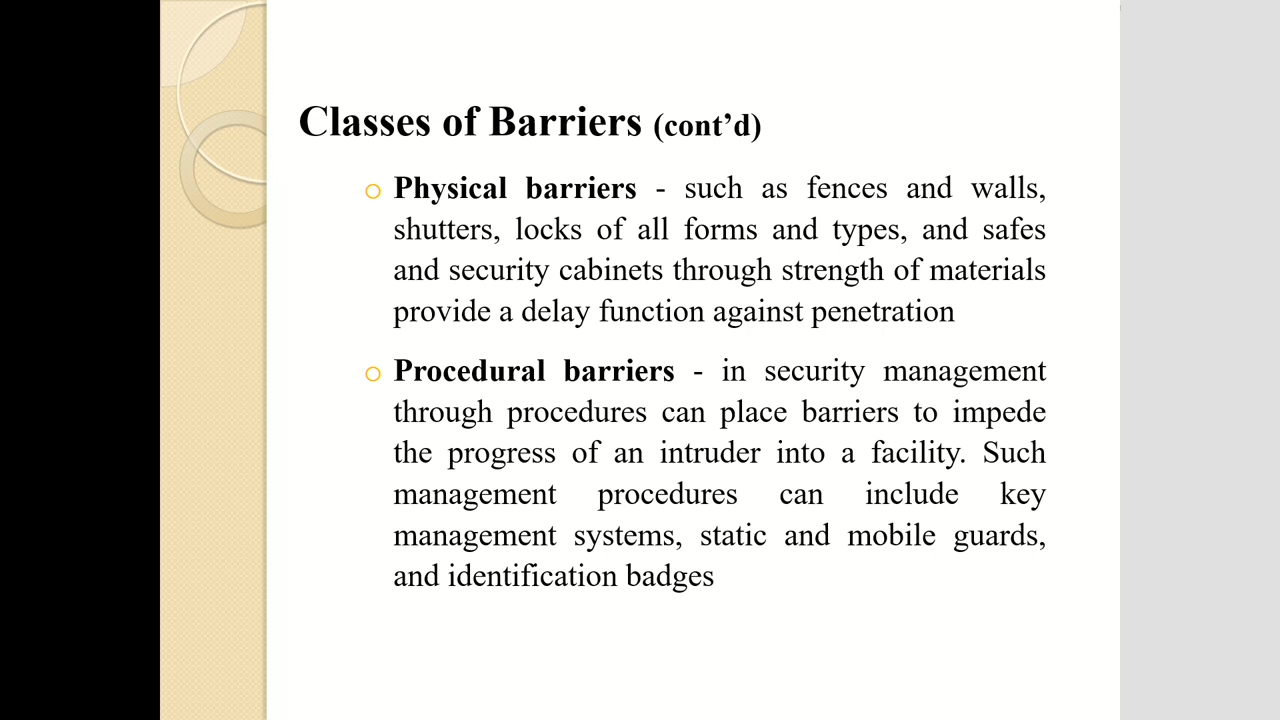 Classes of Barriers (cont’d)
Physical barriers - such as fences and walls,
shutters, locks of all forms and types, and safes
and security cabinets through strength of materials
provide a delay function against penetration
Procedural barriers - in security management
through procedures can place barriers to impede
the progress of an intruder into a facility. Such
management procedures can include key
management systems, static and mobile guards,
and identification badges